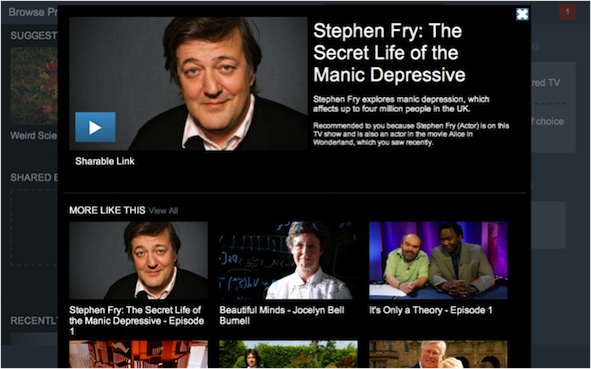 Browse Pr
1
SUGGEST
Weird Scie
SHARED B
RECENTLY
Stephen Fry: The
Secret Life of the
Manic Depressive
Stephen Fry explores manic depression, which
affects up to four million people in the UK.
Recommended to you because Stephen Fry (Actor) is on this
TV show and is also an actor in the movie Alice in
Wonderland, which you saw recently.
Sharable Link
red TV
of choice
MORE LIKE THIS View All
Stephen Fry: The Secret Life of
the Manic Depressive - Episode
1
Beautiful Minds - Jocelyn Bell
Burnell
It's Only a Theory - Episode 1